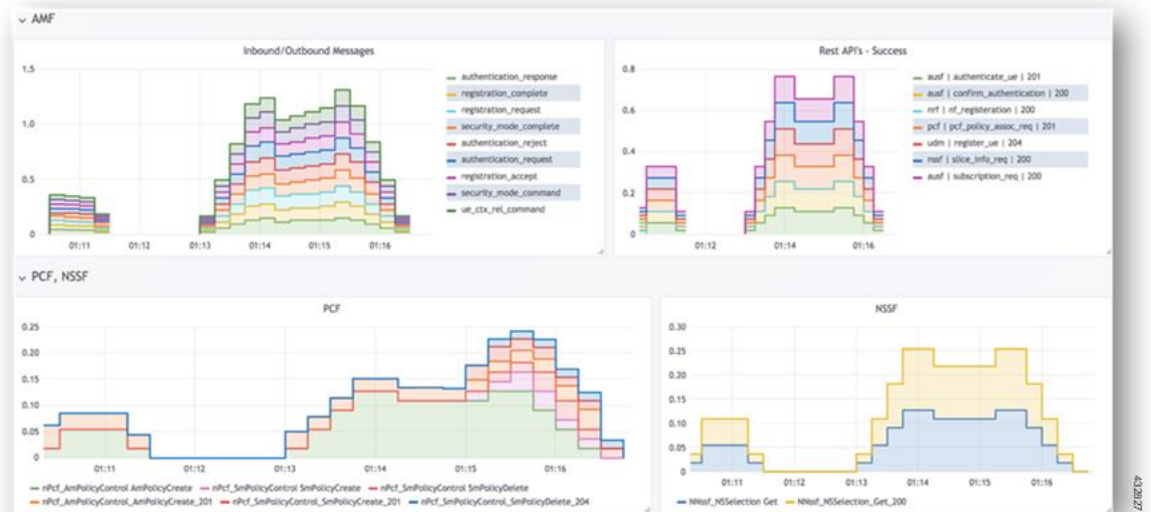 AMF
Inbound/Outbound Messages
1.5
1.0
0.5
0
01:11 01:12 01:13 01:14 01:15 01:16
authentication_response
registration_complete
registration_request
security_mode_complete
authentication_reject
authentication_request
registration_accept
security_mode_command
ue_ctx_rel_command
Rest API's - Success
0.8
0.6
0.4
0.2
0
01:12 01:14 01:16
ausf | authenticate_ue | 201
ausf | confirm_authentication | 200
nrf | nf_registeration | 200
pcf | pcf_policy_assoc_req | 201
udm | register_ue | 204
nssf | slice_info_req | 200
ausf | subscription_req | 200
PCF, NSSF
PCF
0.25
0.20
0.15
0.10
0.05
0
01:11 01:12 01:13 01:14 01:15 01:16
nPcf_AmPolicyControl AmPolicyCreate nPcf_SmPolicyControl SmPolicyCreate nPcf_SmPolicyControl SmPolicyDelete
nPcf_AmPolicyControl_AmPolicyCreate_201 nPcf_SmPolicyControl_SmPolicyCreate_201 nPcf_SmPolicyControl_SmPolicyDelete_204
NSSF
0.30
0.25
0.20
0.15
0.10
0.05
0
01:11 01:12 01:13 01:14 01:15 01:16
NNssf_NSSelection Get NNssf_NSSelection_Get_200
432827